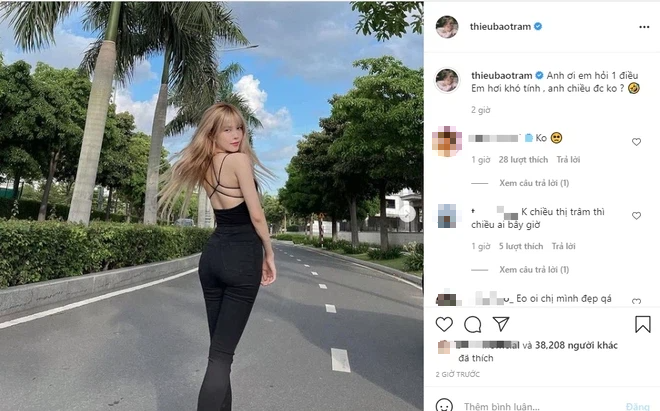 thieubaotram
thieubaotram Anh ơi em hỏi 1 điều
Em hơi khó tính , anh chiều đc ko ? 🤣
2 giờ
Ko 🥺
1 giờ 28 lượt thích Trả lời
Xem câu trả lời (1)
K chiều thị trâm thì
chiều ai bây giờ
1 giờ 5 lượt thích Trả lời
Xem câu trả lời (1)
Eo oi chị mình đẹp qá
và 38,208 người khác
đã thích
2 GIỜ TRƯỚC
Thêm bình luận...
Đăng